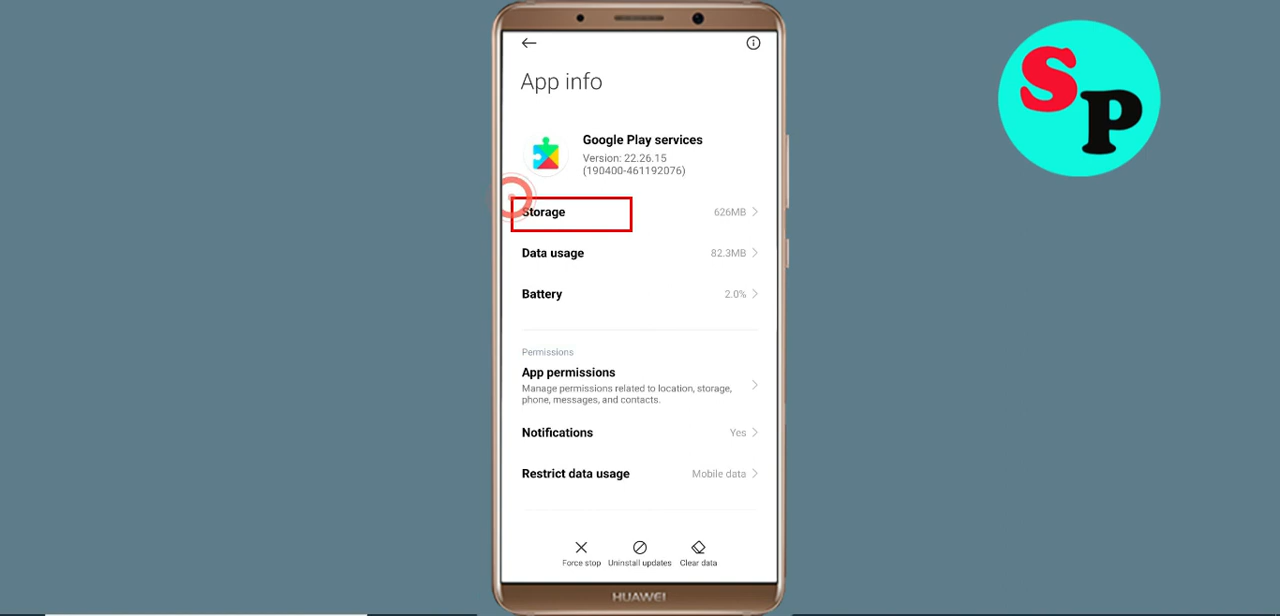 App info
Google Play services
Version: 22.26.15
(190400-461192076)
Storage 626MB
Data usage 82.3MB
Battery 2.0%
Permissions
App permissions
Manage permissions related to location, storage,
phone, messages, and contacts.
Notifications Yes
Restrict data usage Mobile data
Force stop Uninstall updates Clear data
HUAWEI
SP